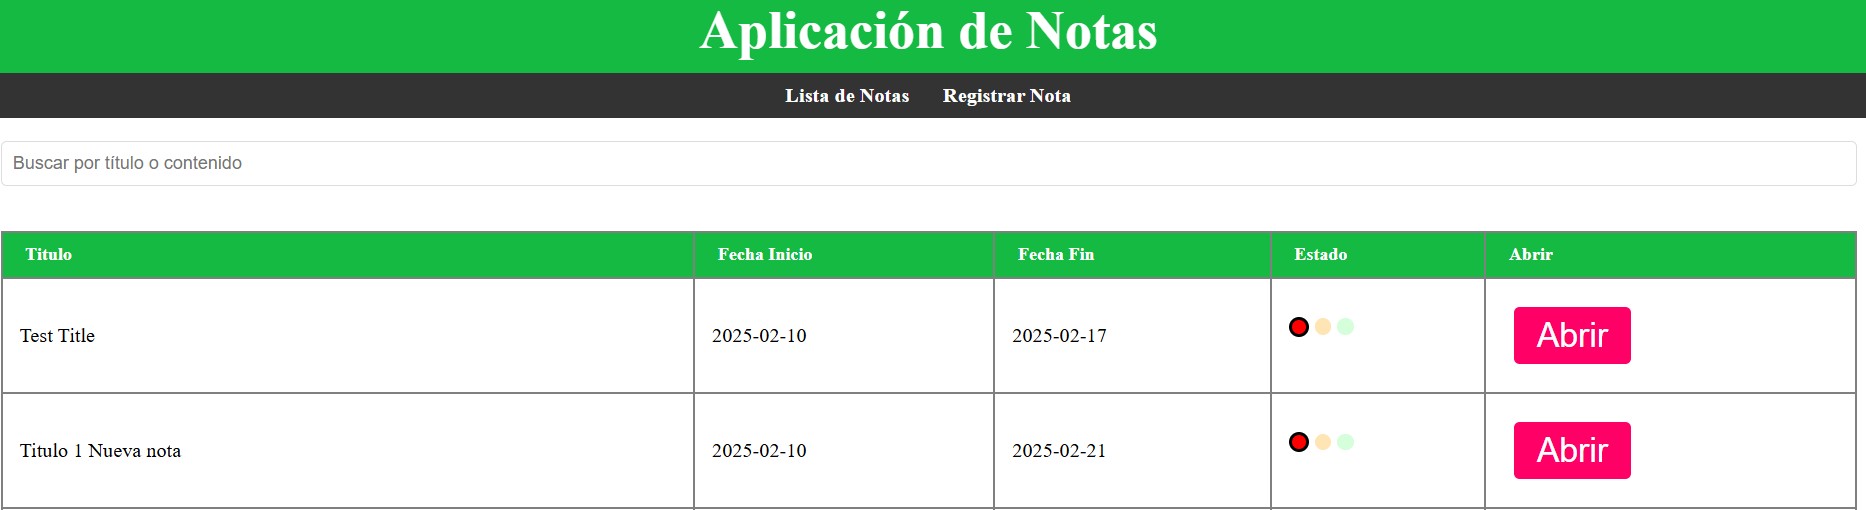 Aplicación de Notas
Lista de Notas Registrar Nota
Buscar por título o contenido
Titulo Fecha Inicio Fecha Fin Estado Abrir
Test Title 2025-02-10 2025-02-17 Abrir
Titulo 1 Nueva nota 2025-02-10 2025-02-21 Abrir